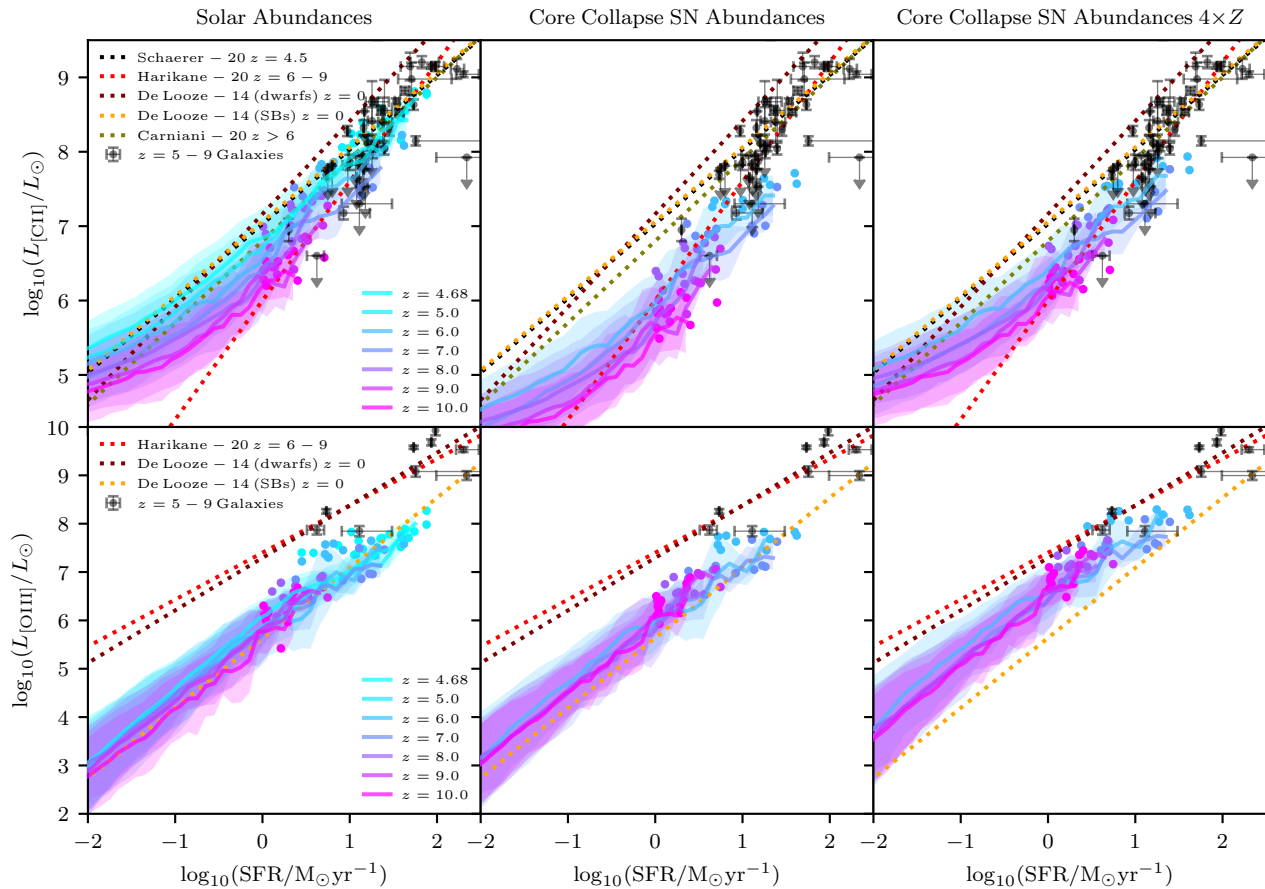 Solar Abundances
Core Collapse SN Abundances
Core Collapse SN Abundances 4×Z
log₁₀(L[CII]/L⊙)
9
8
7
6
5
Schaerer − 20 z = 4.5
Harikane − 20 z = 6 − 9
De Looze − 14 (dwarfs) z = 0
De Looze − 14 (SBs) z = 0
Carniani − 20 z > 6
z = 5 − 9 Galaxies
z = 4.68
z = 5.0
z = 6.0
z = 7.0
z = 8.0
z = 9.0
z = 10.0
log₁₀(L[OIII]/L⊙)
10
9
8
7
6
5
4
3
2
Harikane − 20 z = 6 − 9
De Looze − 14 (dwarfs) z = 0
De Looze − 14 (SBs) z = 0
z = 5 − 9 Galaxies
z = 4.68
z = 5.0
z = 6.0
z = 7.0
z = 8.0
z = 9.0
z = 10.0
−2 −1 0 1 2
−2 −1 0 1 2
−2 −1 0 1 2
log₁₀(SFR/M⊙yr⁻¹)
log₁₀(SFR/M⊙yr⁻¹)
log₁₀(SFR/M⊙yr⁻¹)